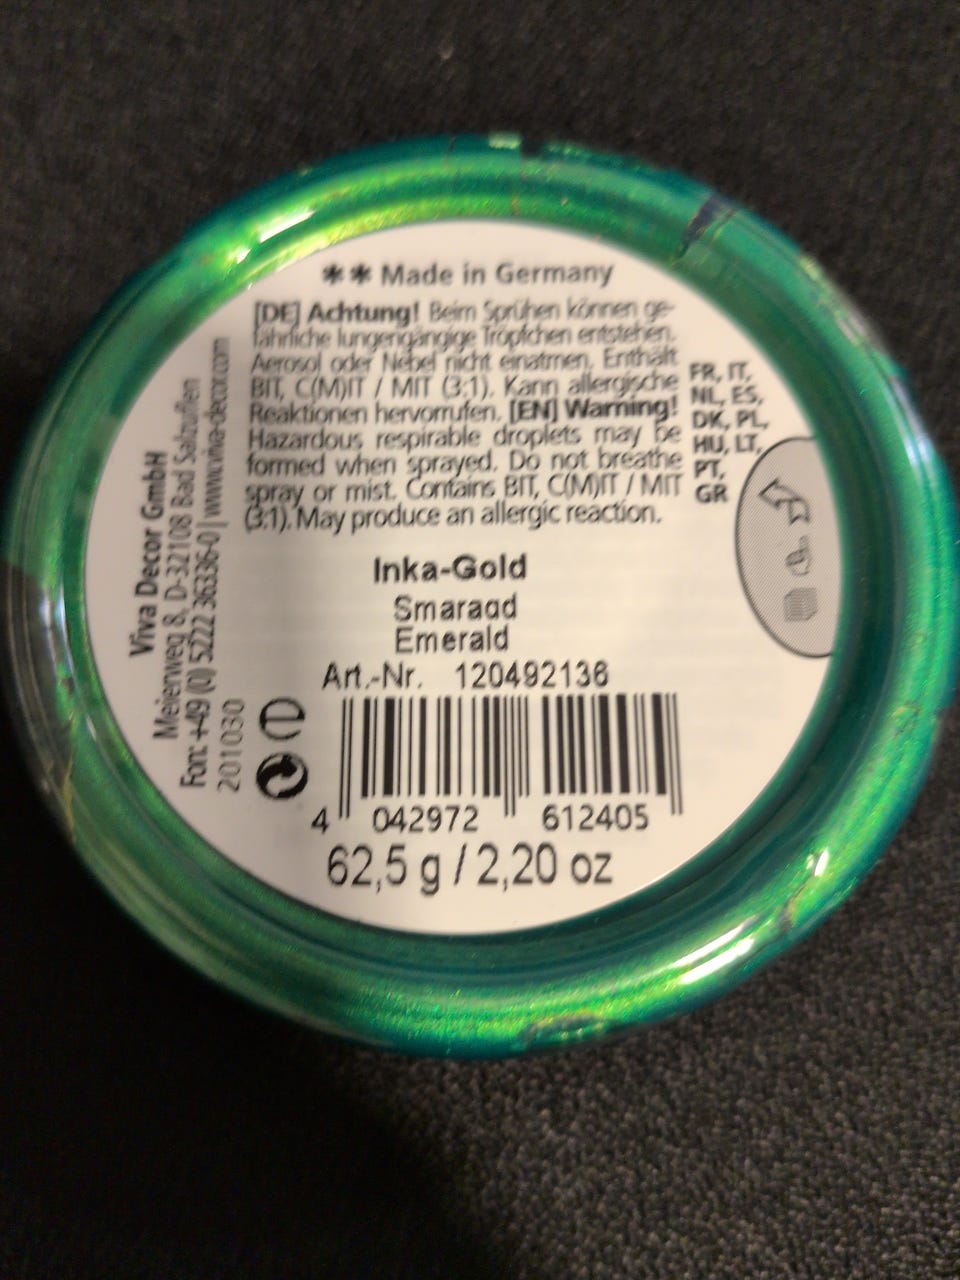 ** Made in Germany
[DE] Achtung! Beim Sprühen können ge-
fährliche lungengängige Tröpfchen entstehen.
Aerosol oder Nebel nicht einatmen. Enthält
BIT, C(M)IT / MIT (3:1). Kann allergische
Reaktionen hervorrufen. [EN] Warning!
Hazardous respirable droplets may be
formed when sprayed. Do not breathe
spray or mist. Contains BIT, C(M)IT / MIT
(3:1). May produce an allergic reaction.
FR, IT,
NL, ES,
DK, PL,
HU, LT,
PT,
GR
Viva Decor GmbH
Meierweg 8, D-32108 Bad Salzuflen
Fon: +49 (0) 5222 36336-0 | www.viva-decor.com
201030
Inka-Gold
Smaragd
Emerald
Art.-Nr. 120492136
4 042972 612405
62,5 g / 2,20 oz